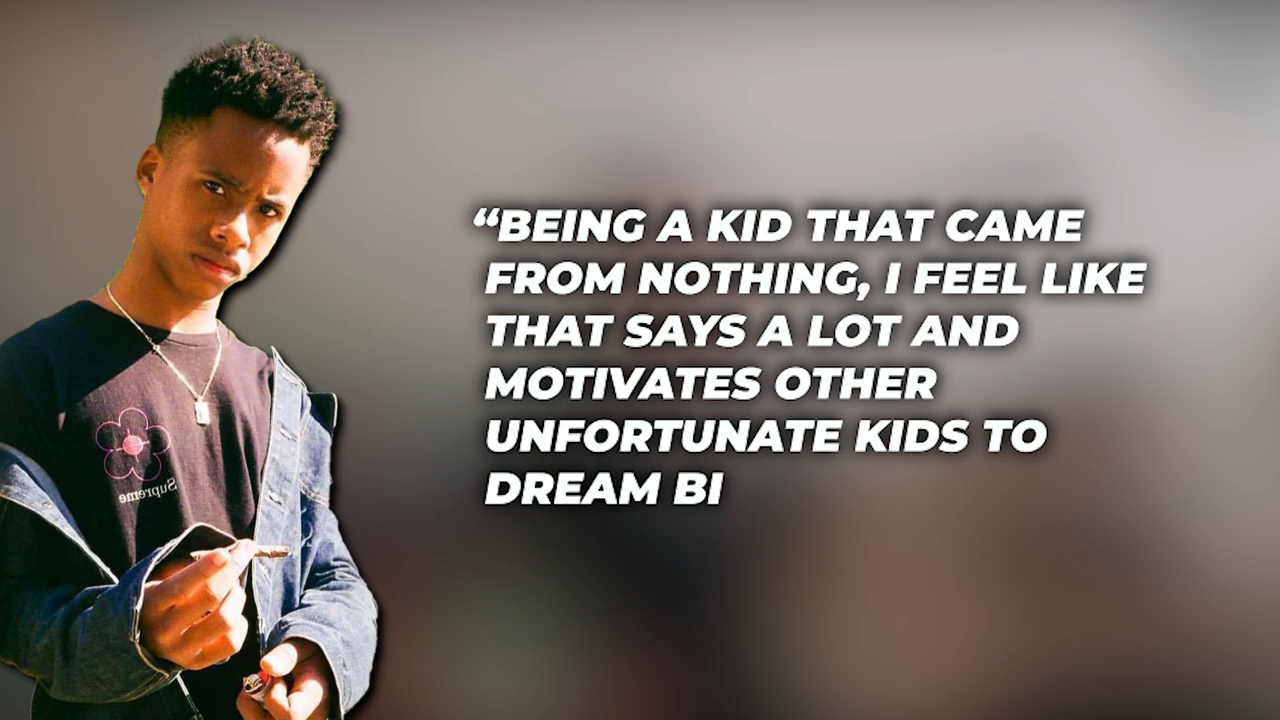 “BEING A KID THAT CAME
FROM NOTHING, I FEEL LIKE
THAT SAYS A LOT AND
MOTIVATES OTHER
UNFORTUNATE KIDS TO
DREAM BI
Supreme